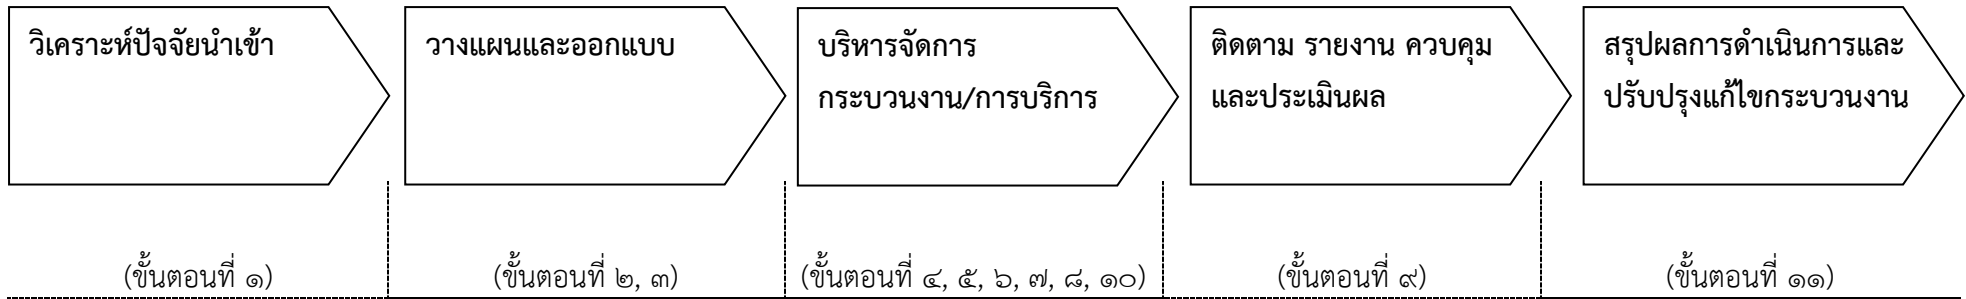 วิเคราะห์ปัจจัยนำเข้า
วางแผนและออกแบบ
บริหารจัดการ
กระบวนงาน/การบริการ
ติดตาม รายงาน ควบคุม
และประเมินผล
สรุปผลการดำเนินการและ
ปรับปรุงแก้ไขกระบวนงาน
(ขั้นตอนที่ ๑)
(ขั้นตอนที่ ๒, ๓)
(ขั้นตอนที่ ๔, ๕, ๖, ๗, ๘, ๑๐)
(ขั้นตอนที่ ๙)
(ขั้นตอนที่ ๑๑)